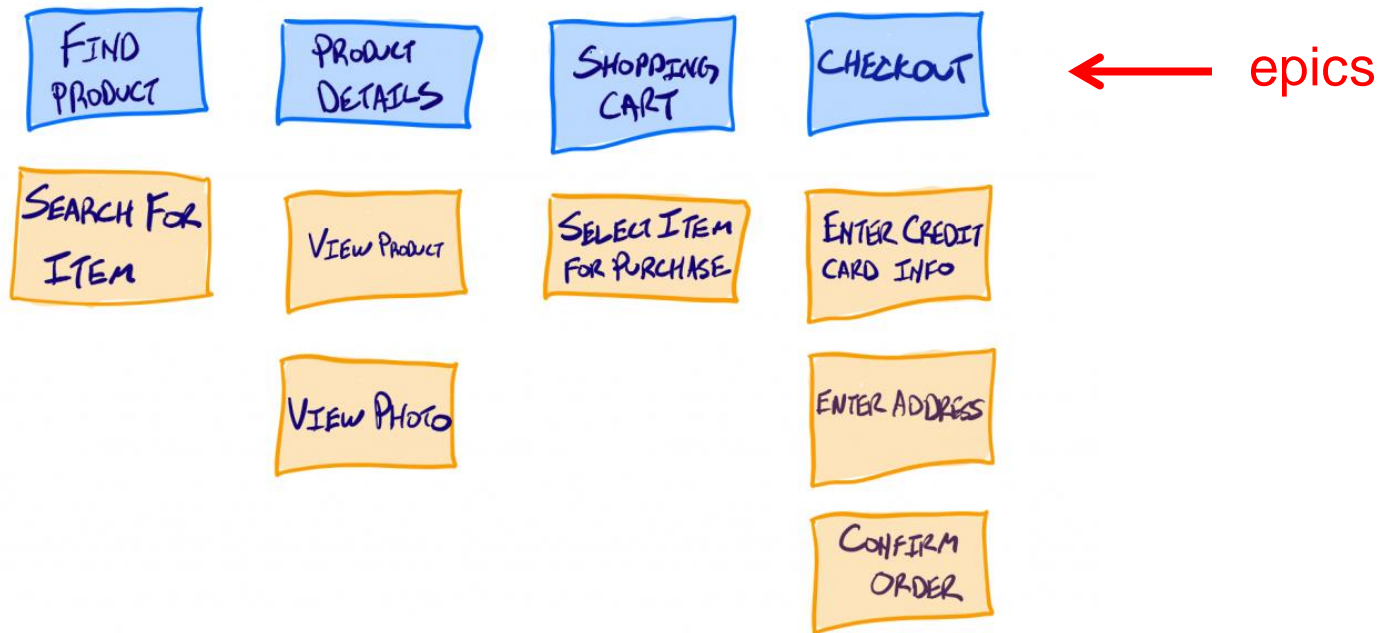 FIND
PRODUCT
PRODUCT
DETAILS
SHOPPING
CART
CHECKOUT
epics
SEARCH FOR
ITEM
VIEW PRODUCT
SELECT ITEM
FOR PURCHASE
ENTER CREDIT
CARD INFO
VIEW PHOTO
ENTER ADDRESS
CONFIRM
ORDER